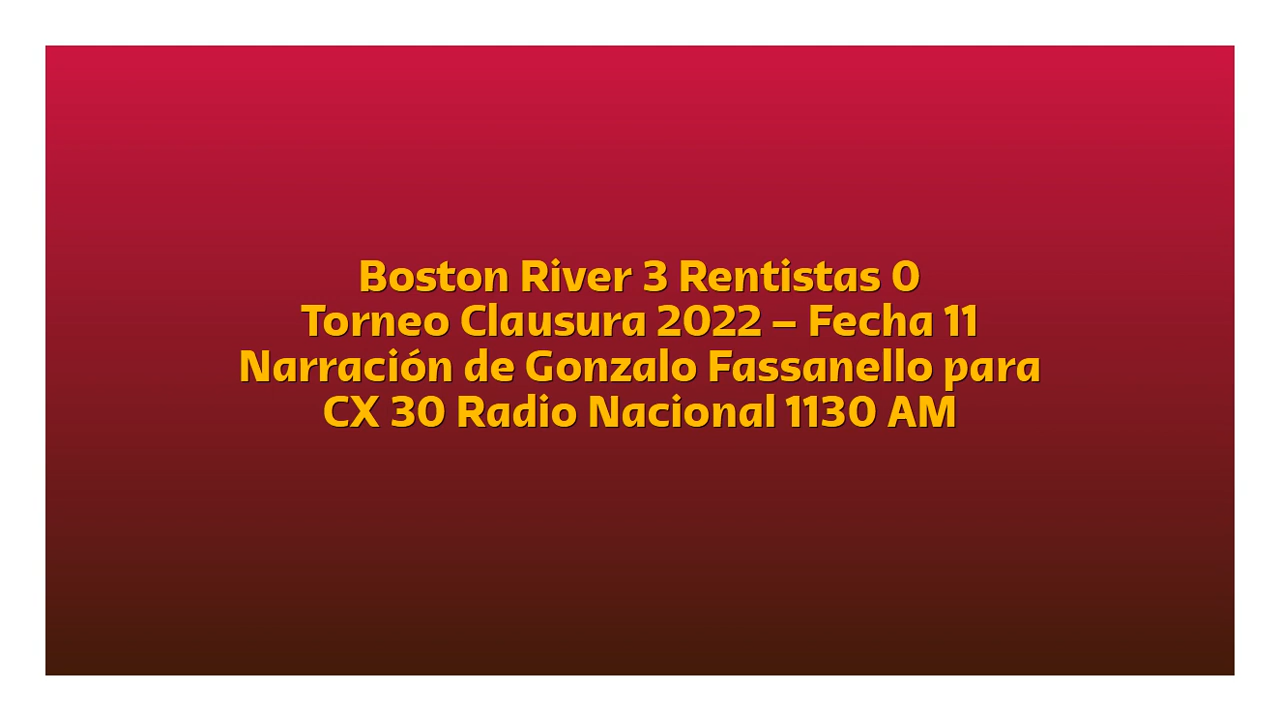 Boston River 3 Rentistas 0
Torneo Clausura 2022 – Fecha 11
Narración de Gonzalo Fassanello para
CX 30 Radio Nacional 1130 AM